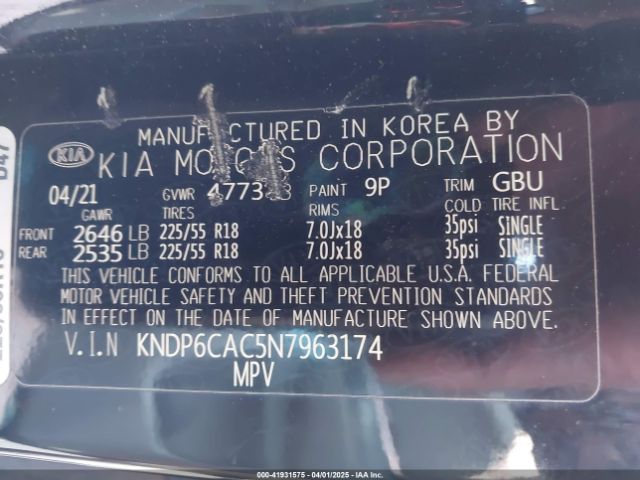 MANUFACTURED IN KOREA BY
KIA KIA MOTORS CORPORATION
04/21 GVWR PAINT 9P TRIM GBU
GAWR TIRES RIMS COLD TIRE INFL.
FRONT 2646 LB 225/55 R18 7.0Jx18 35psi SINGLE
REAR 2535 LB 225/55 R18 7.0Jx18 35psi SINGLE
THIS VEHICLE CONFORMS TO ALL APPLICABLE U.S.A. FEDERAL
MOTOR VEHICLE SAFETY AND THEFT PREVENTION STANDARDS
IN EFFECT ON THE DATE OF MANUFACTURE SHOWN ABOVE.
V.I.N KNDP6CAC5N7963174
MPV
© COPYRIGHT 41931575 04/01/2025 - IAA INC.